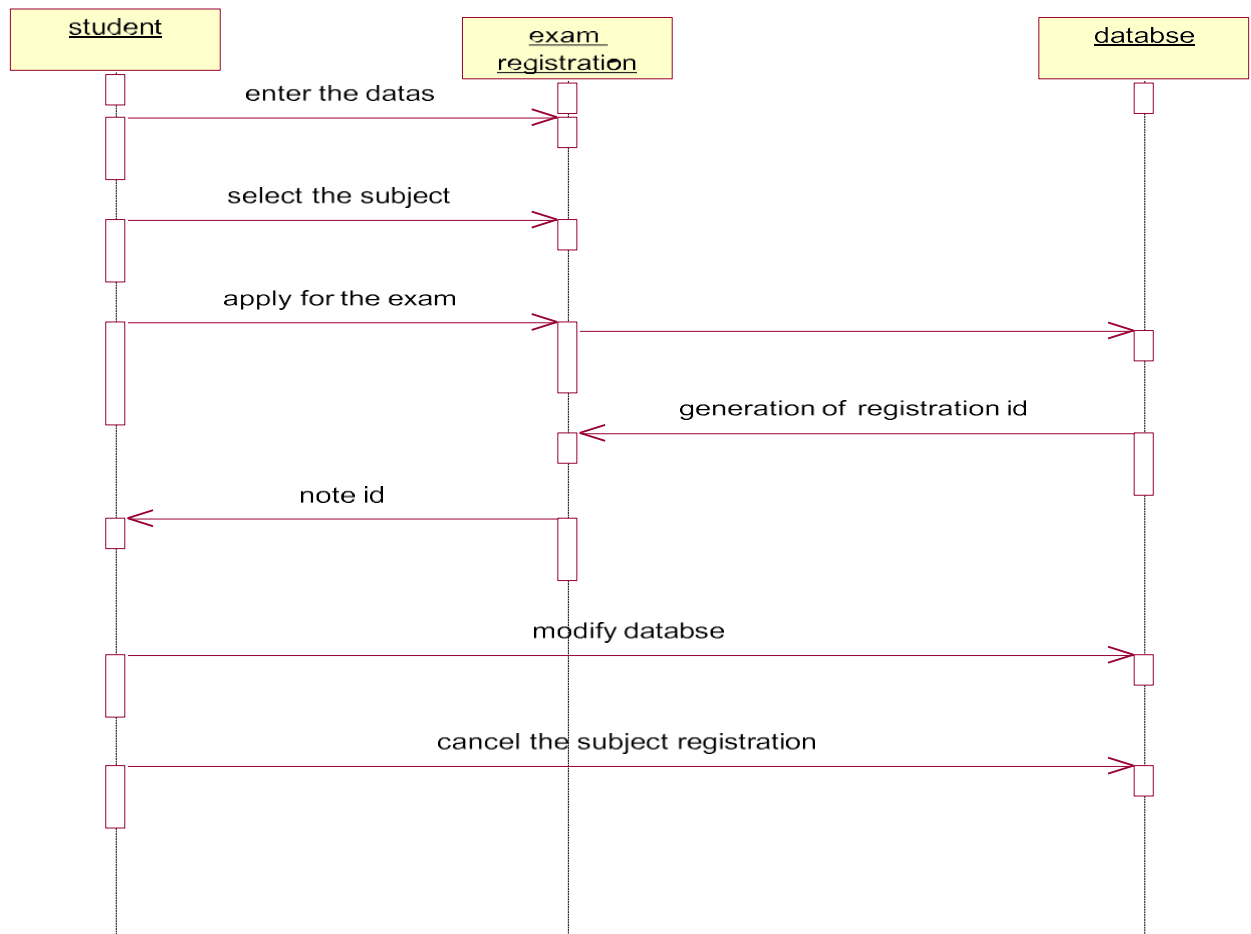 student
exam
registration
databse
enter the datas
select the subject
apply for the exam
generation of registration id
note id
modify databse
cancel the subject registration